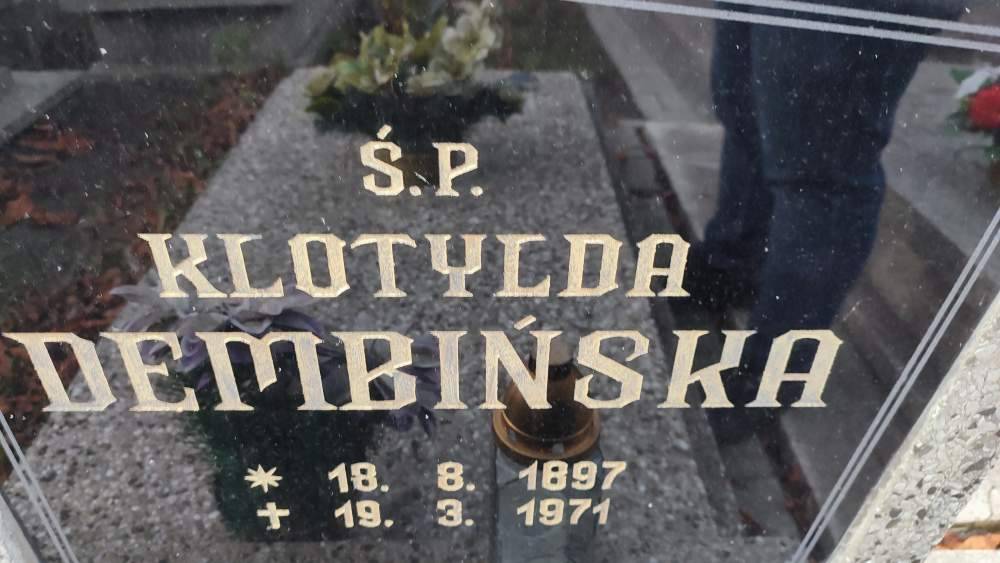 Ś.P.
KLOTYLDA
DEMBIŃSKA
* 18. 8. 1897
✝ 19. 3. 1971